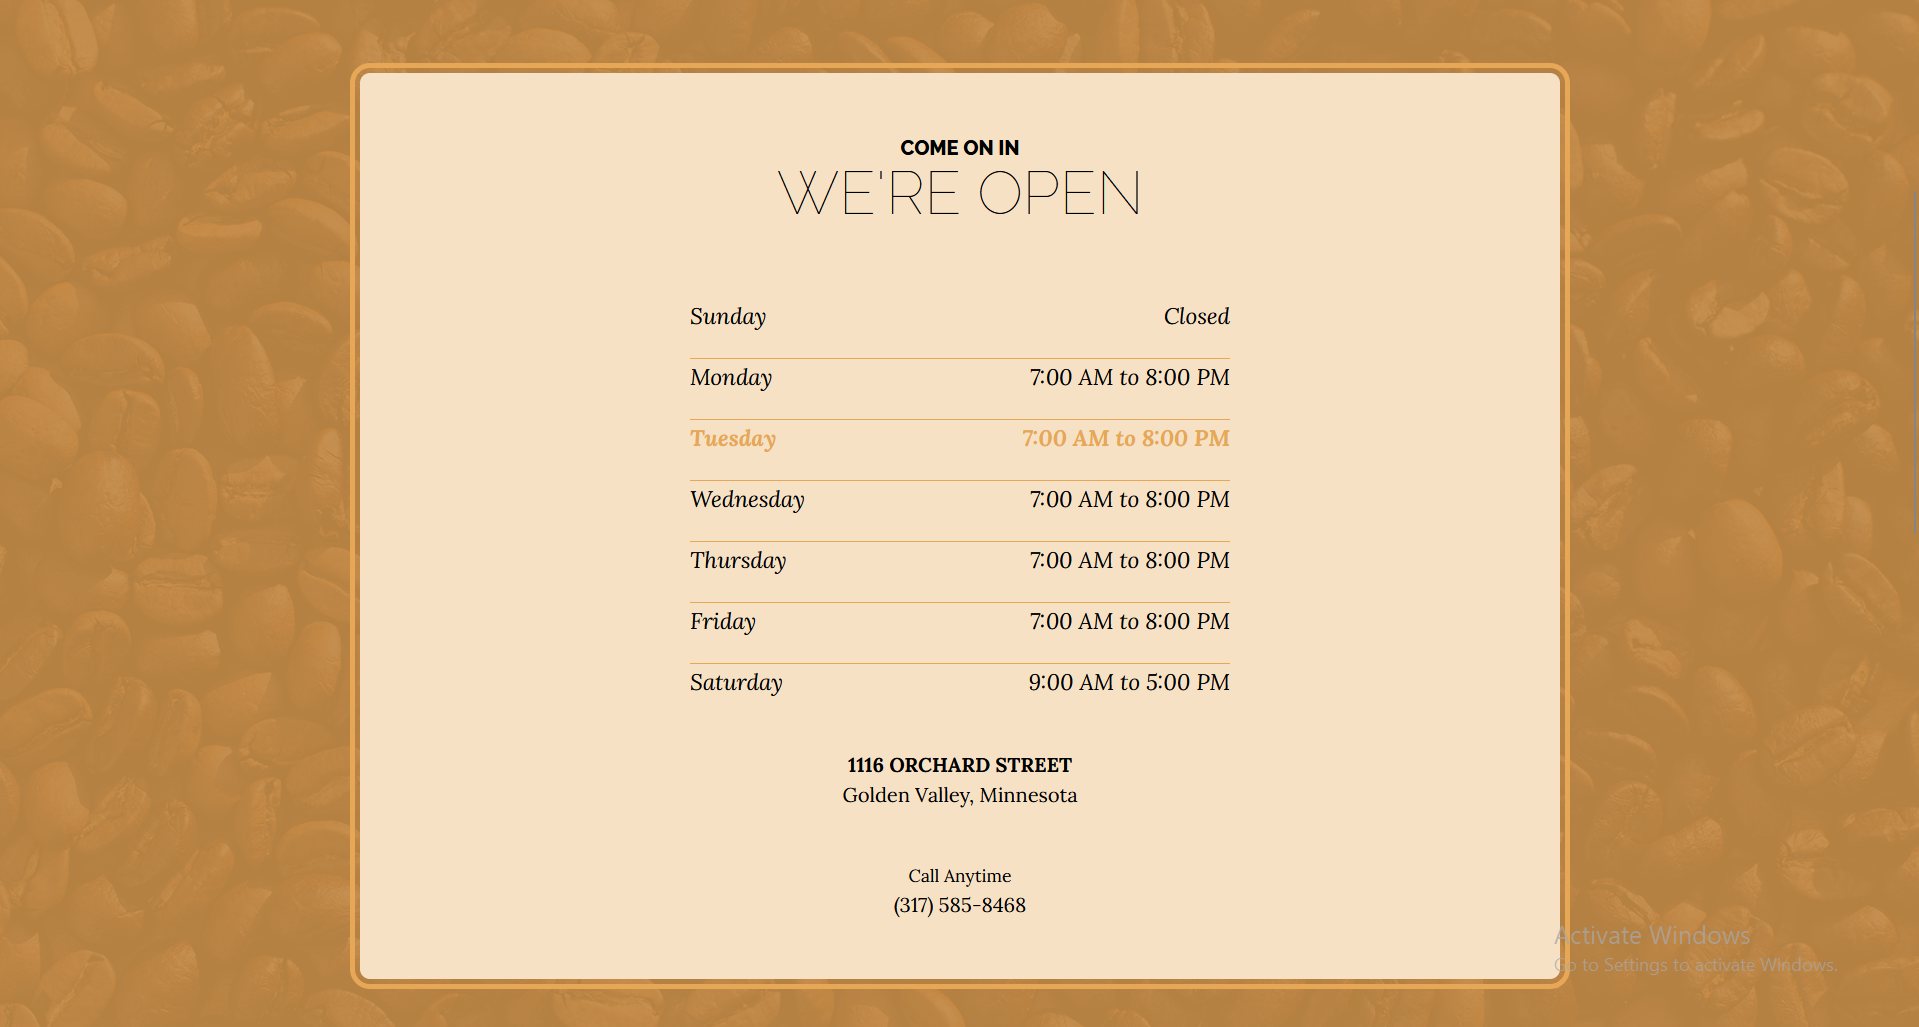 COME ON IN
WE'RE OPEN
Sunday Closed
Monday 7:00 AM to 8:00 PM
Tuesday 7:00 AM to 8:00 PM
Wednesday 7:00 AM to 8:00 PM
Thursday 7:00 AM to 8:00 PM
Friday 7:00 AM to 8:00 PM
Saturday 9:00 AM to 5:00 PM
1116 ORCHARD STREET
Golden Valley, Minnesota
Call Anytime
(317) 585-8468
Activate Windows
Go to Settings to activate Windows.